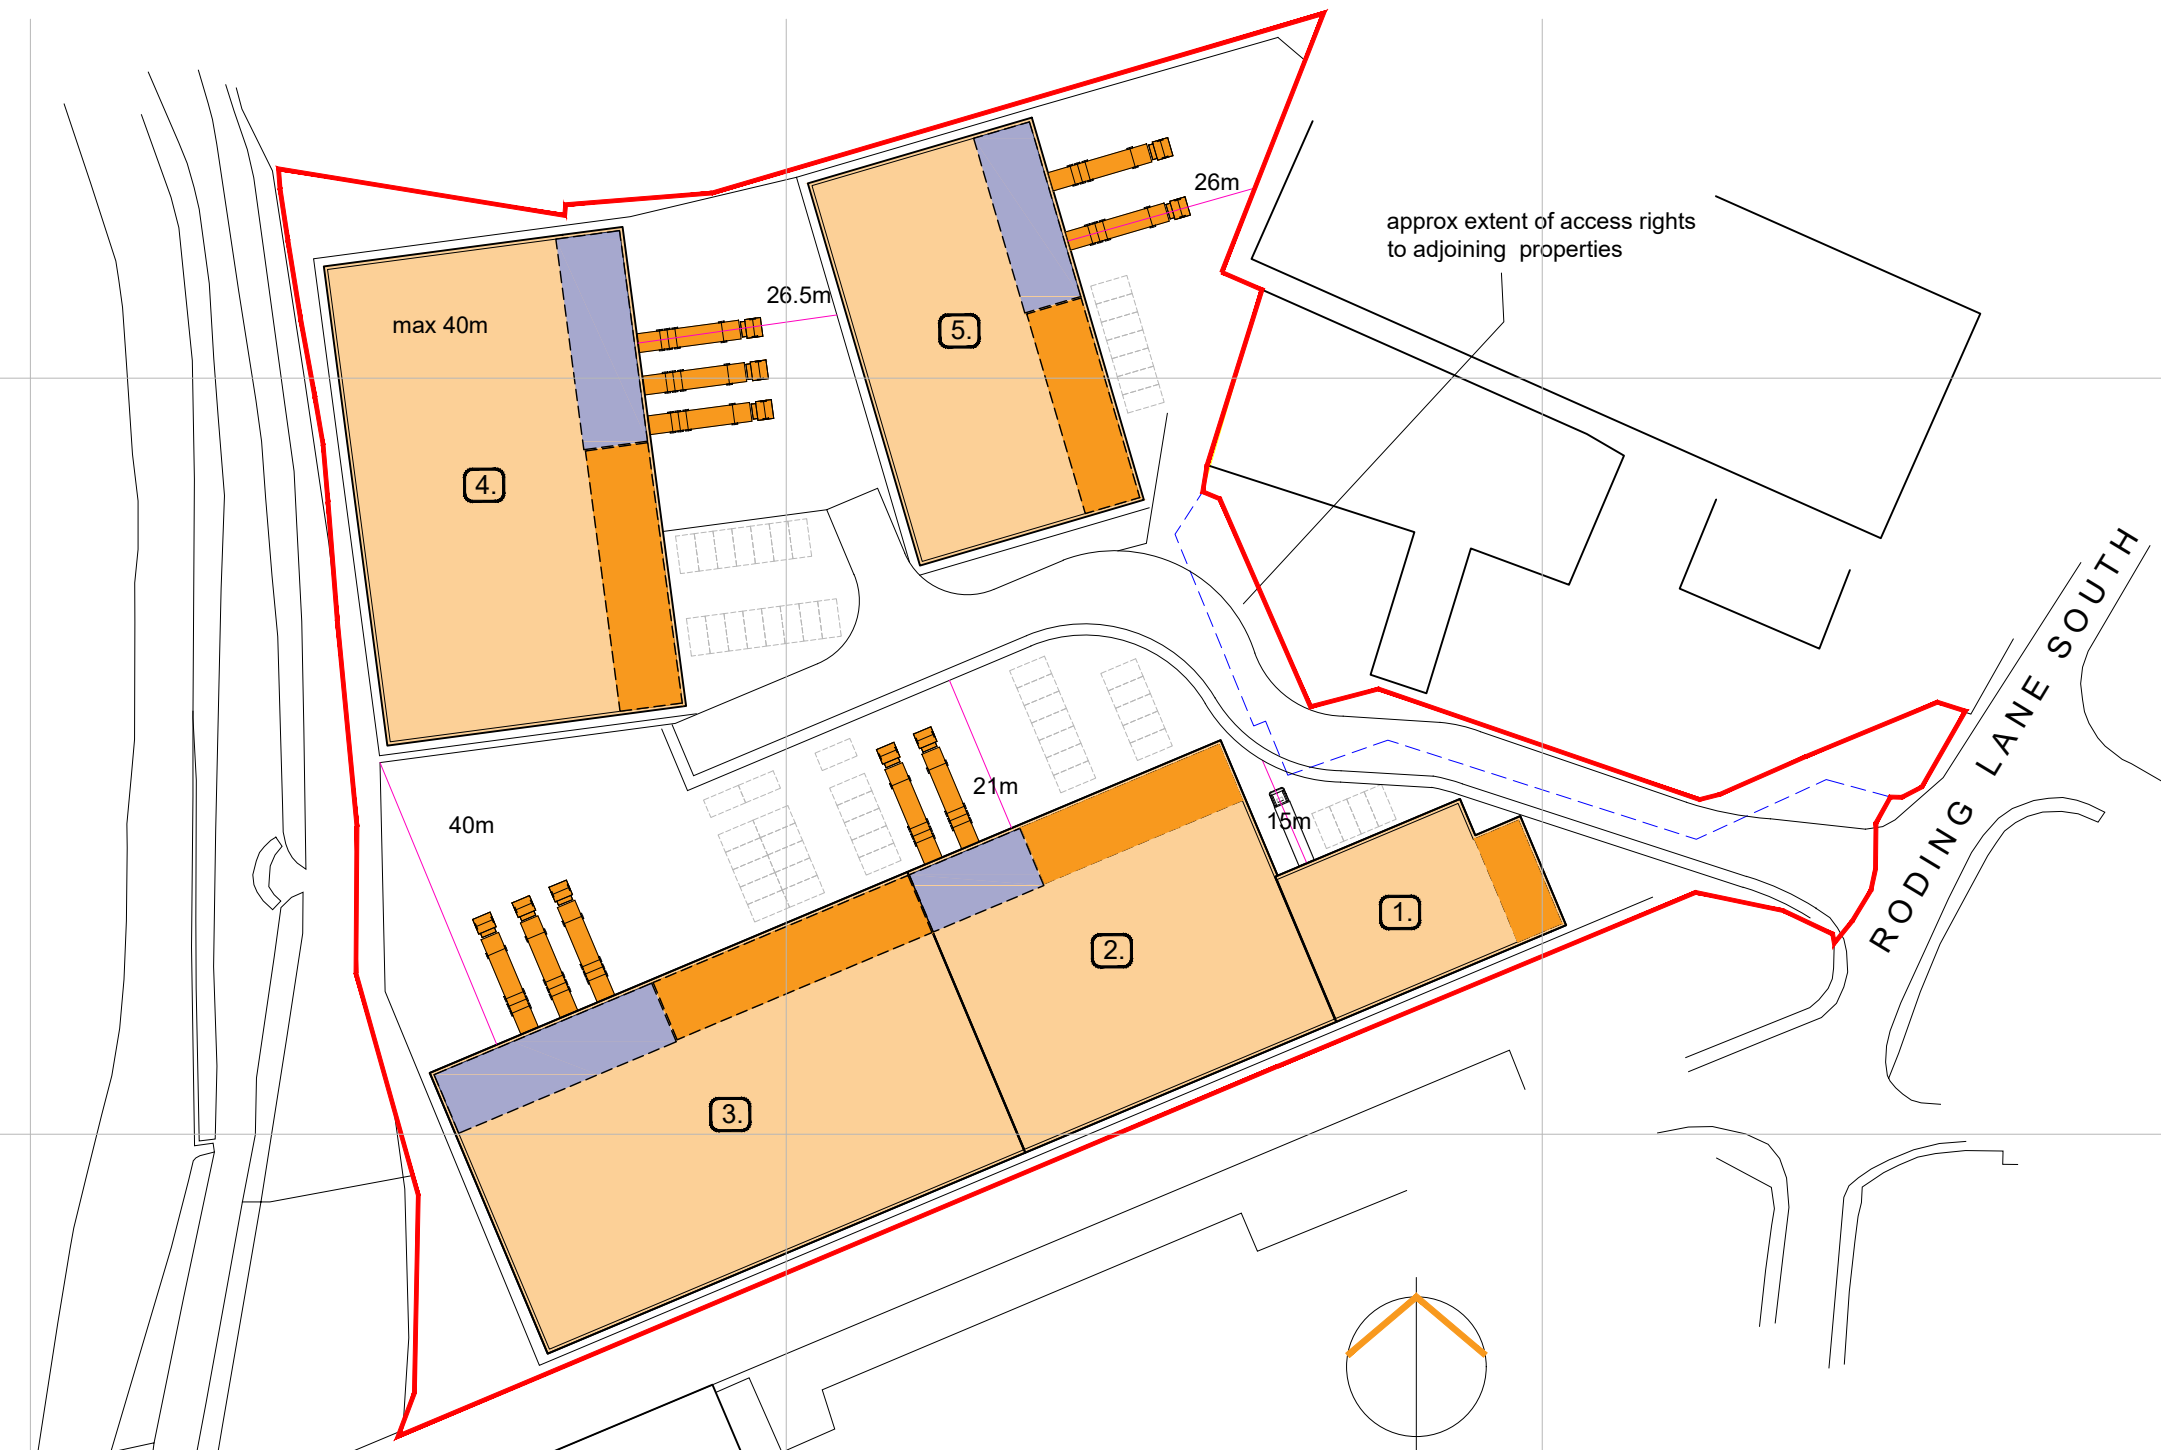 26m
approx extent of access rights
to adjoining  properties
26.5m
max 40m
5.
4.
RODING LANE SOUTH
21m
40m
15m
1.
2.
3.